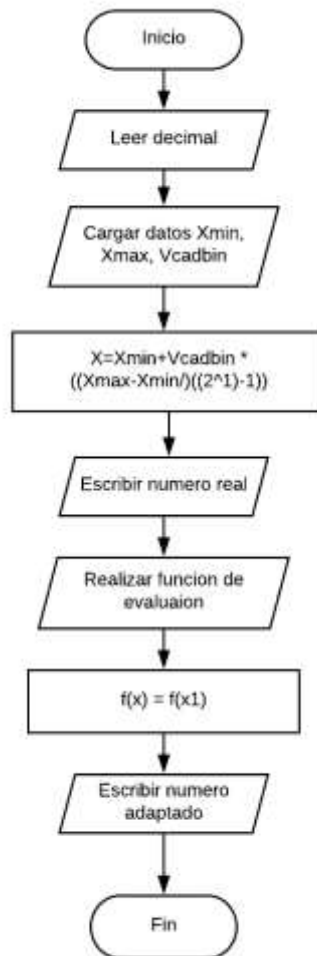 Inicio
Leer decimal
Cargar datos Xmin,
Xmax, Vcadbin
X=Xmin+Vcadbin *
((Xmax-Xmin/)((2^1)-1))
Escribir numero real
Realizar funcion de
evaluaion
f(x) = f(x1)
Escribir numero
adaptado
Fin